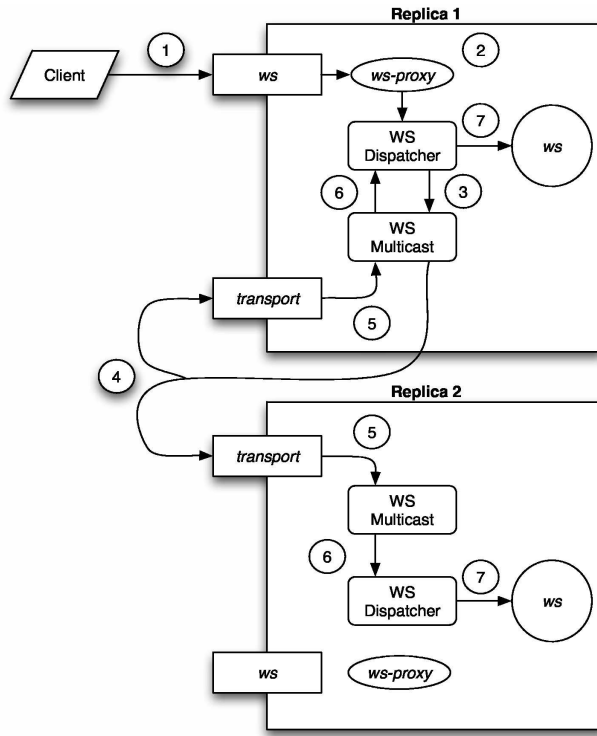 Replica 1
1
2
Client
ws
ws-proxy
WS
Dispatcher
7
ws
6
3
WS
Multicast
transport
5
4
Replica 2
5
transport
WS
Multicast
6
7
WS
Dispatcher
ws
ws
ws-proxy